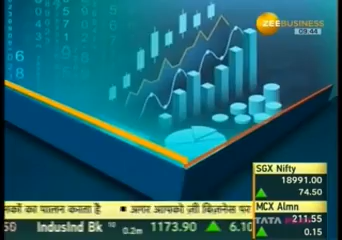 ZEE BUSINESS
09:44
SGX Nifty
18991.00
▲ 74.50
MCX Almn
211.55
▲ 0.15
TATA
का पालन करता है ● अगर आपको ज़ी बिज़नेस पर
50 IndusInd Bk 0.2m 1173.90 ▲ 6.10